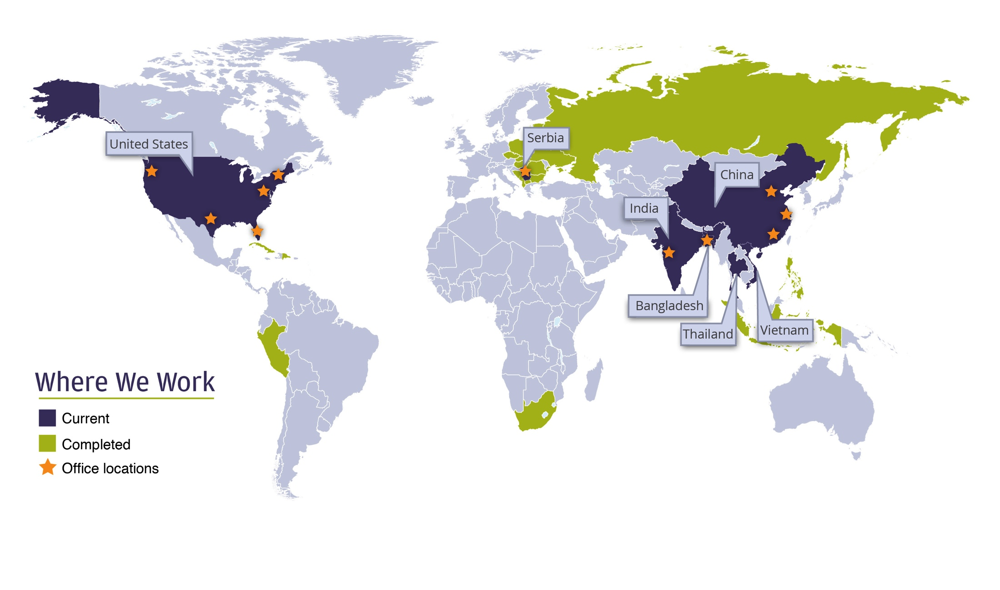 United States
Serbia
China
India
Bangladesh
Thailand
Vietnam
Where We Work
Current
Completed
Office locations